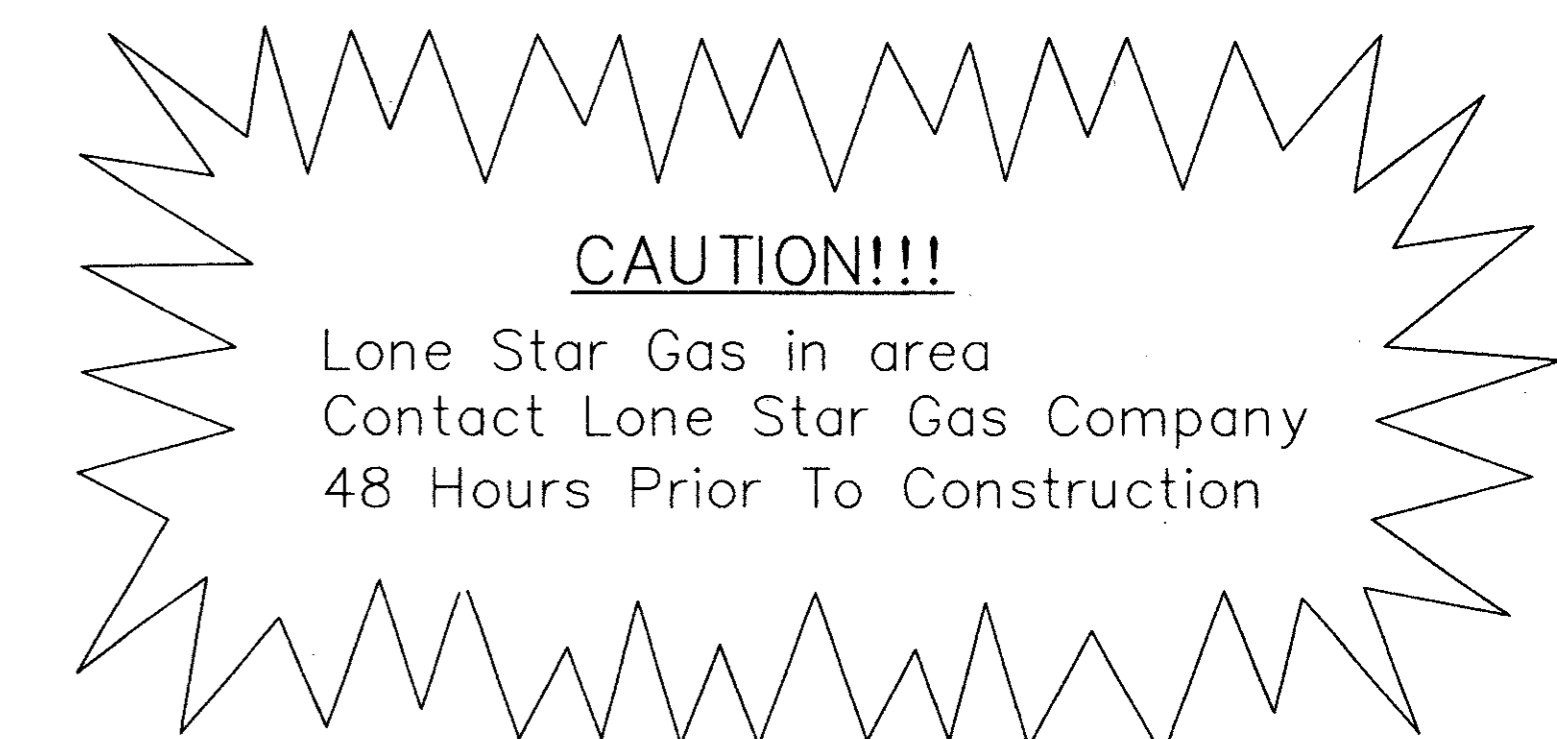 CAUTION!!!
Lone Star Gas in area
Contact Lone Star Gas Company
48 Hours Prior To Construction